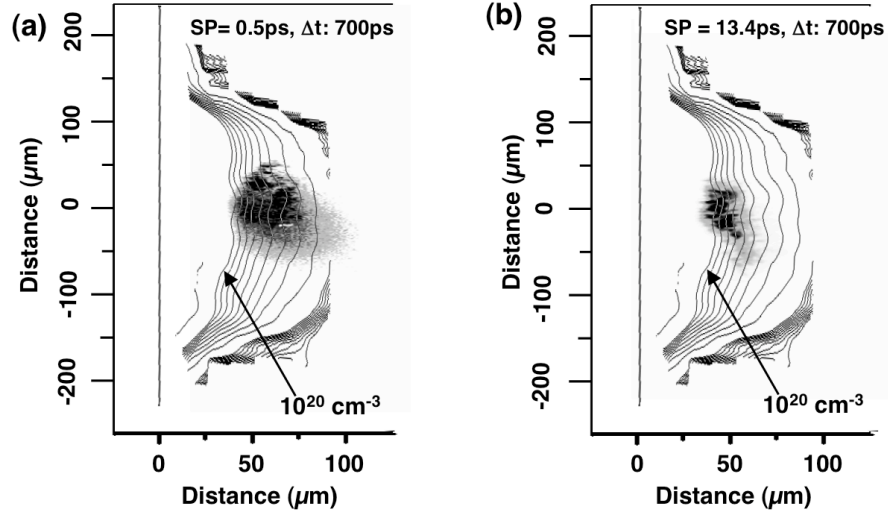 (a)
SP= 0.5ps, Δt: 700ps
200
100
0
-100
-200
Distance (µm)
10²⁰ cm⁻³
0 50 100
Distance (µm)
(b)
SP = 13.4ps, Δt: 700ps
200
100
0
-100
-200
Distance (µm)
10²⁰ cm⁻³
0 50 100
Distance (µm)